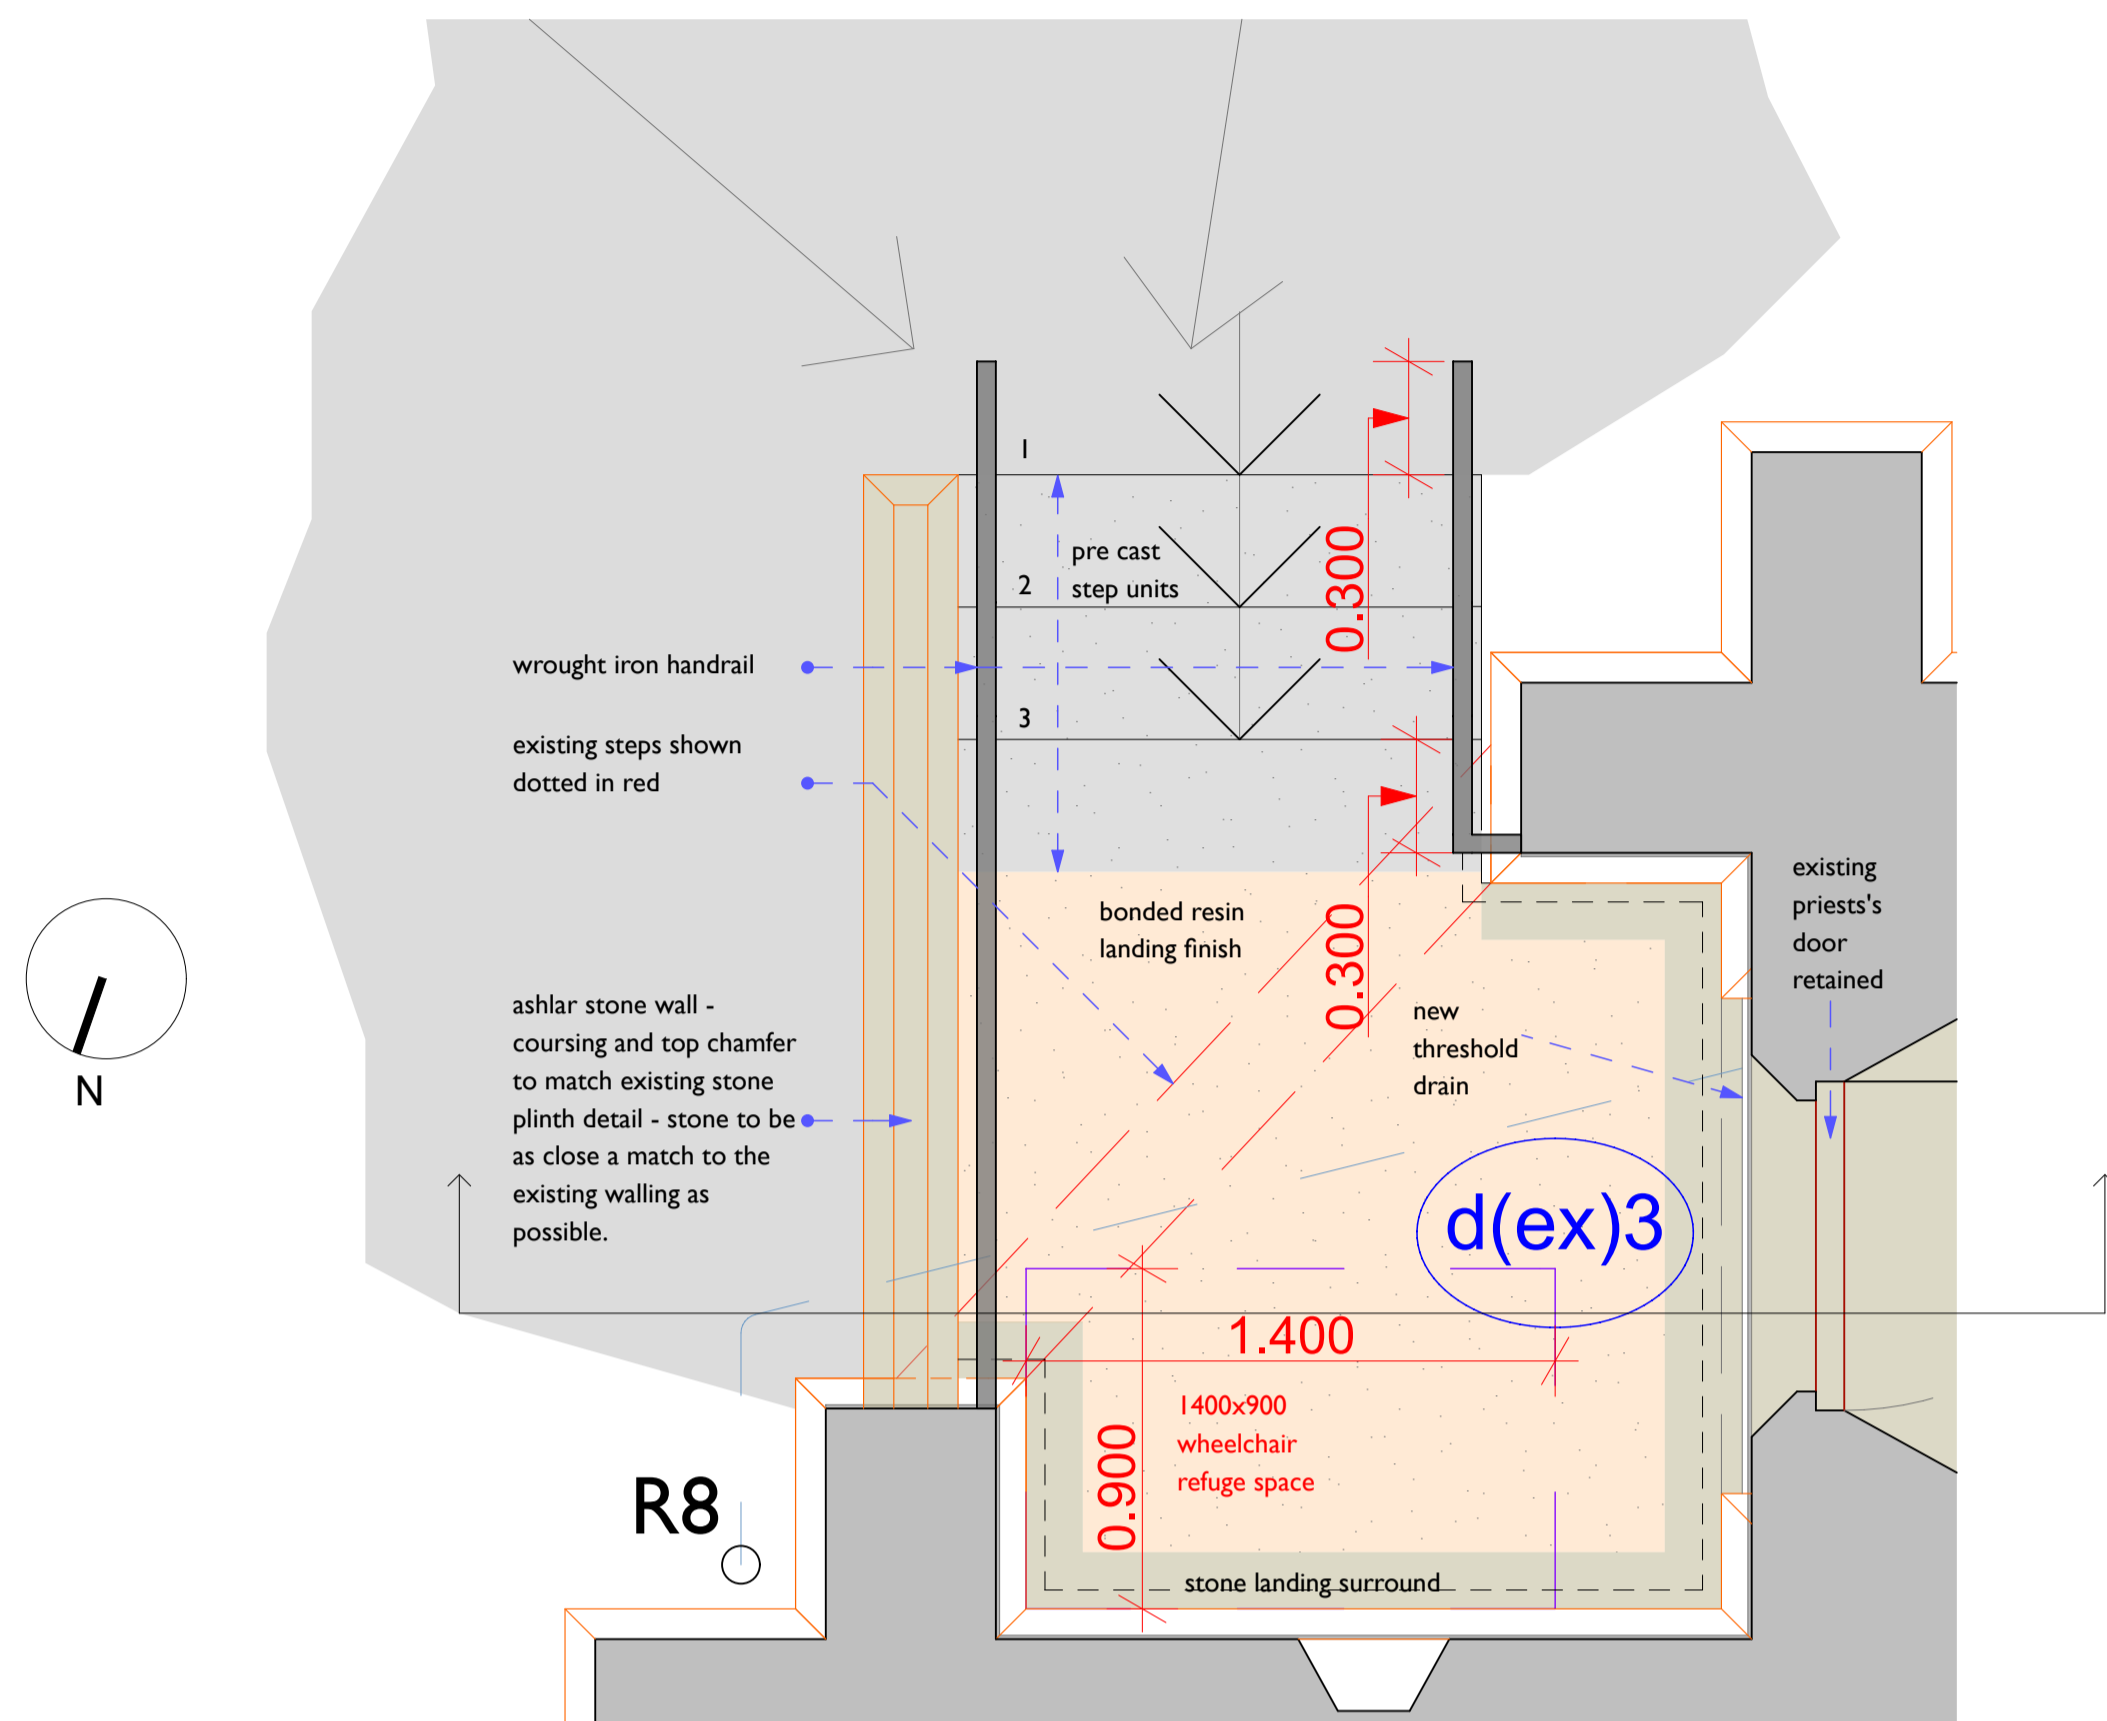 1
0.300
pre cast
step units
2
wrought iron handrail
3
existing steps shown
dotted in red
existing
priests's
door
retained
bonded resin
landing finish
0.300
new
threshold
drain
ashlar stone wall -
coursing and top chamfer
to match existing stone
plinth detail - stone to be
as close a match to the
existing walling as
possible.
N
d(ex)3
1.400
1400x900
wheelchair
refuge space
0.900
R8
stone landing surround